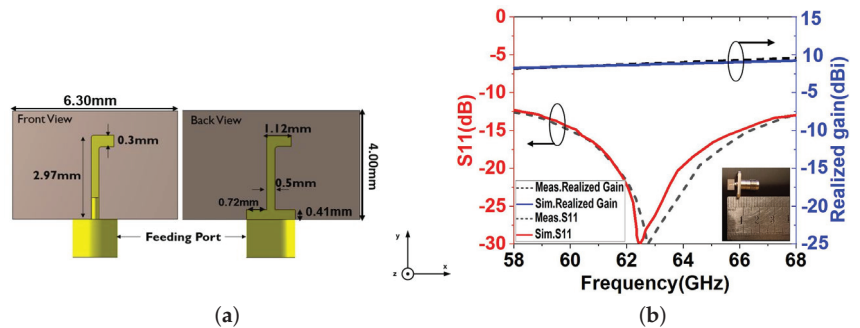 6.30mm
Front View
Back View
1.12mm
0.3mm
4.00mm
2.97mm
0.5mm
0.72mm
0.41mm
Feeding Port
y
z
x
(a)
S11(dB)
0
-5
-10
-15
-20
-25
-30
58
60
62
64
66
68
Frequency(GHz)
15
10
5
0
-5
-10
-15
-20
25
Realized gain(dBi)
Meas.Realized Gain
Sim.Realized Gain
Meas.S11
Sim.S11
(b)